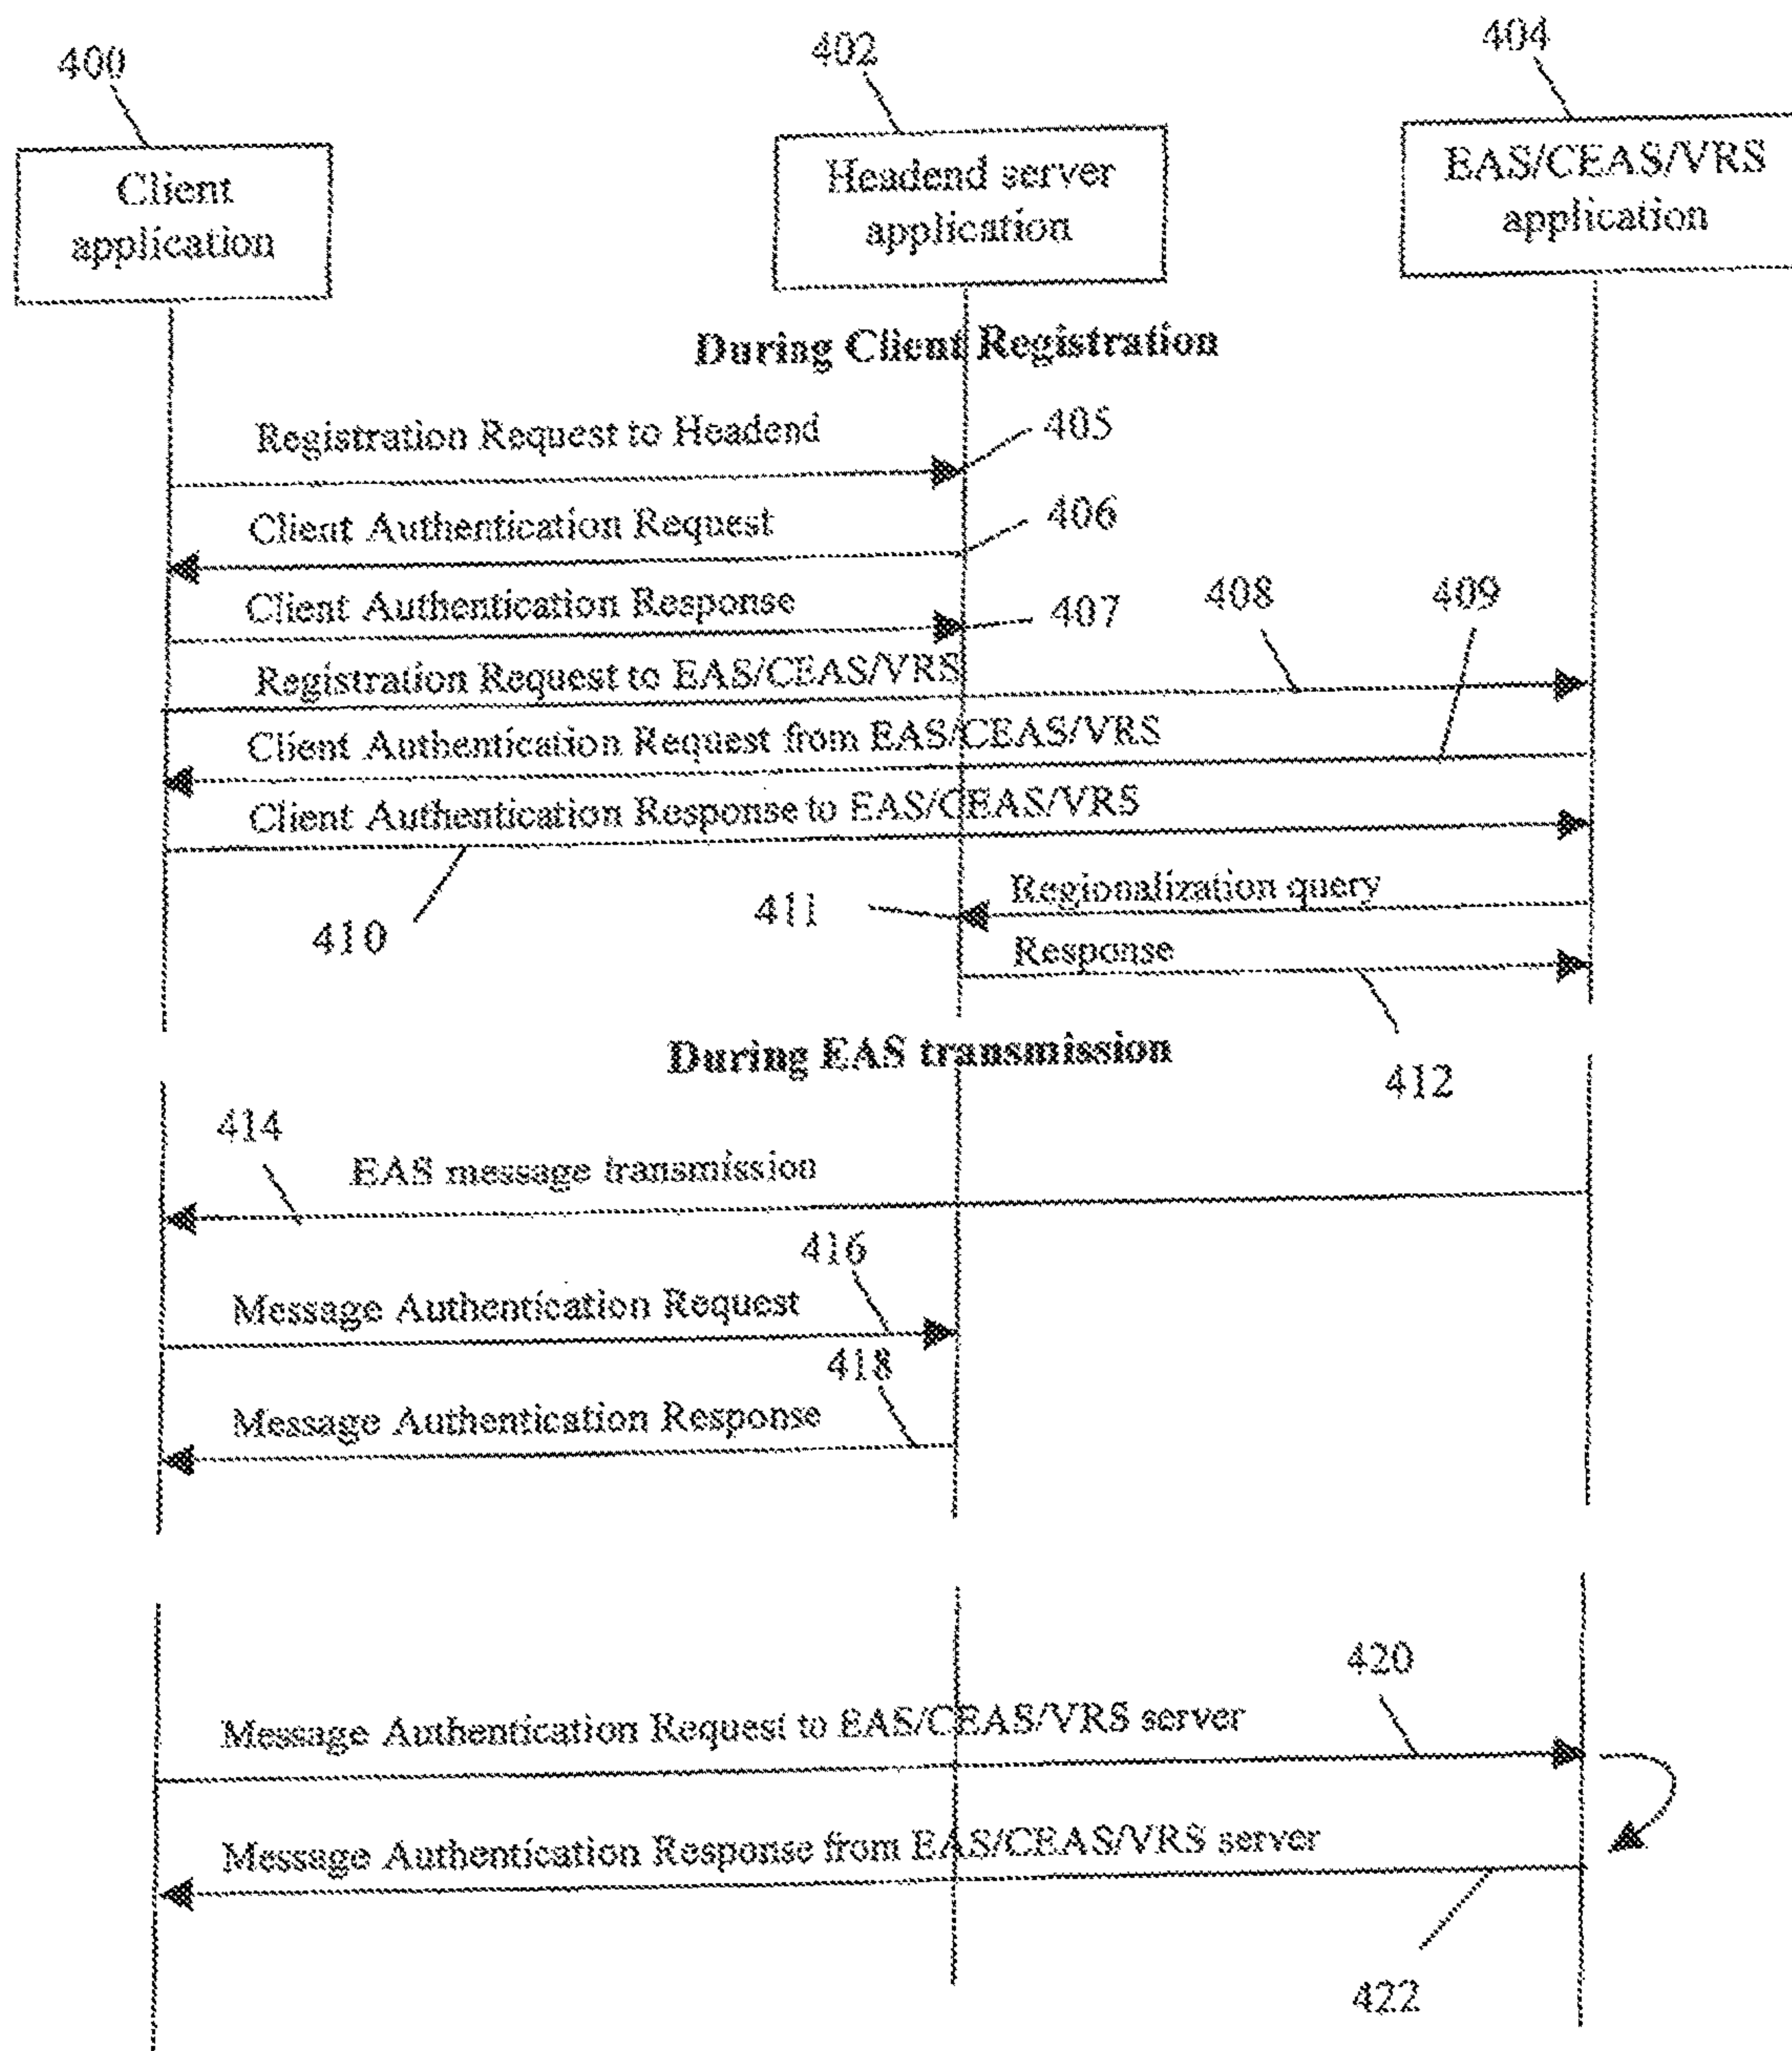 400
402
404
Client
application
Headend server
application
EAS/CEAS/VRS
application
During Client Registration
Registration Request to Headend
405
Client Authentication Request
406
Client Authentication Response
407
408
409
Registration Request to EAS/CEAS/VRS
Client Authentication Request from EAS/CEAS/VRS
Client Authentication Response to EAS/CEAS/VRS
410
411
Regionalization query
Response
412
During EAS transmission
414
EAS message transmission
416
Message Authentication Request
418
Message Authentication Response
420
Message Authentication Request to EAS/CEAS/VRS server
Message Authentication Response from EAS/CEAS/VRS server
422